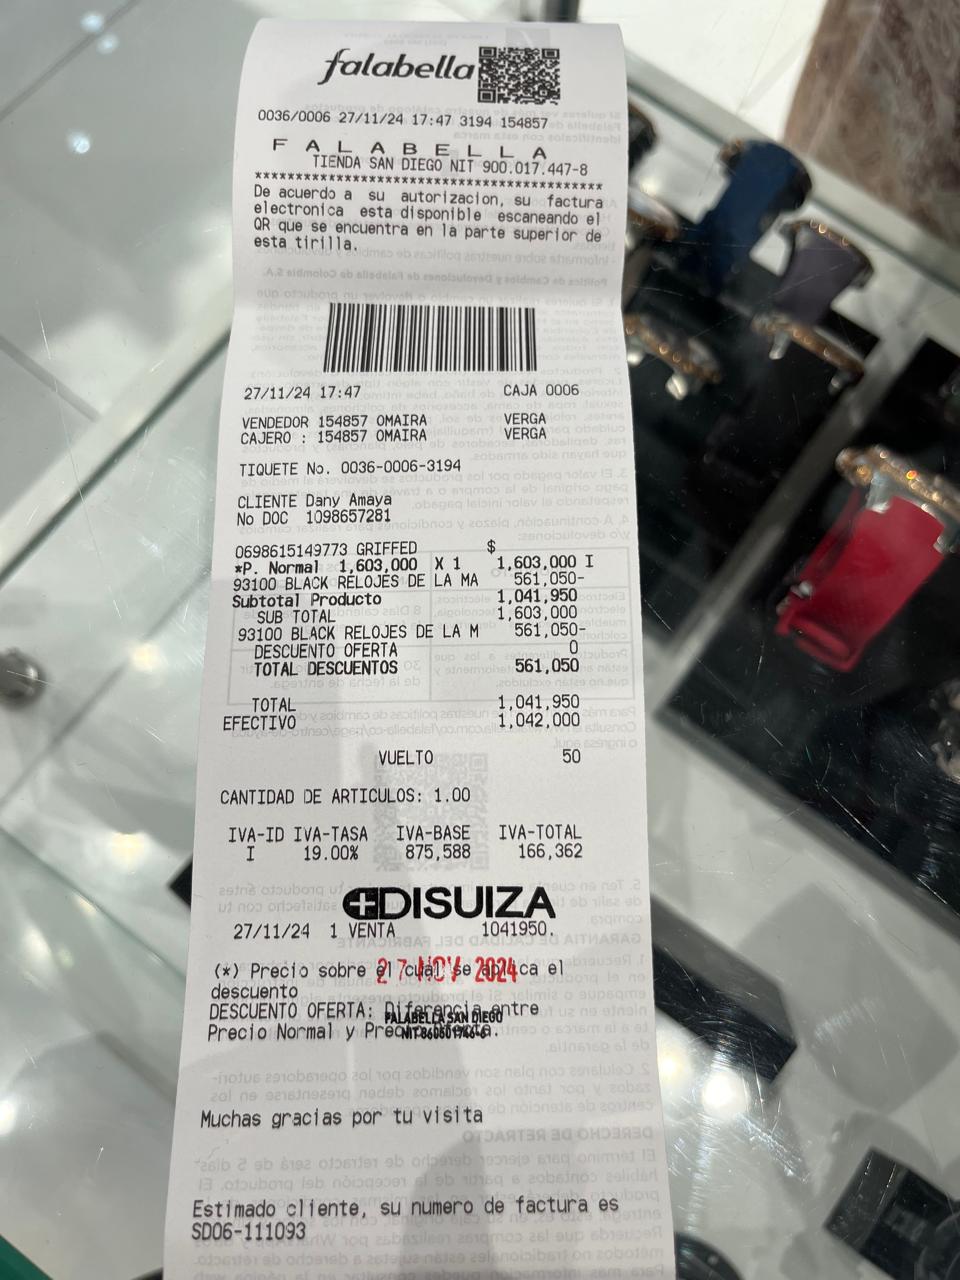 falabella
0036/0006 27/11/24 17:47 3194 154857
F A L A B E L L A
TIENDA SAN DIEGO NIT 900.017.447-8
******************************************
De acuerdo a su autorizacion, su factura
electronica esta disponible escaneando el
QR que se encuentra en la parte superior de
esta tirilla.
27/11/24 17:47 CAJA 0006
VENDEDOR 154857 OMAIRA VERGA
CAJERO : 154857 OMAIRA VERGA
TIQUETE No. 0036-0006-3194
CLIENTE Dany Amaya
No DOC 1098657281
0698615149773 GRIFFED $
*P. Normal 1,603,000 X 1 1,603,000 I
93100 BLACK RELOJES DE LA MA 561,050-
Subtotal Producto 1,041,950
SUB TOTAL 1,603,000
93100 BLACK RELOJES DE LA M 561,050-
DESCUENTO OFERTA 0
TOTAL DESCUENTOS 561,050
TOTAL 1,041,950
EFECTIVO 1.042,000
VUELTO 50
CANTIDAD DE ARTICULOS: 1.00
IVA-ID IVA-TASA IVA-BASE IVA-TOTAL
I 19.00% 875,588 166,362
DISUIZA
27/11/24 1 VENTA 1041950.
(*) Precio sobre el cual se aplica el
27 NOV 2024
descuento
DESCUENTO OFERTA: Diferencia entre
FALABELLA SAN DIEGO
Precio Normal y Precio Oferta.
Muchas gracias por tu visita
Estimado cliente, su numero de factura es
SD06-111093